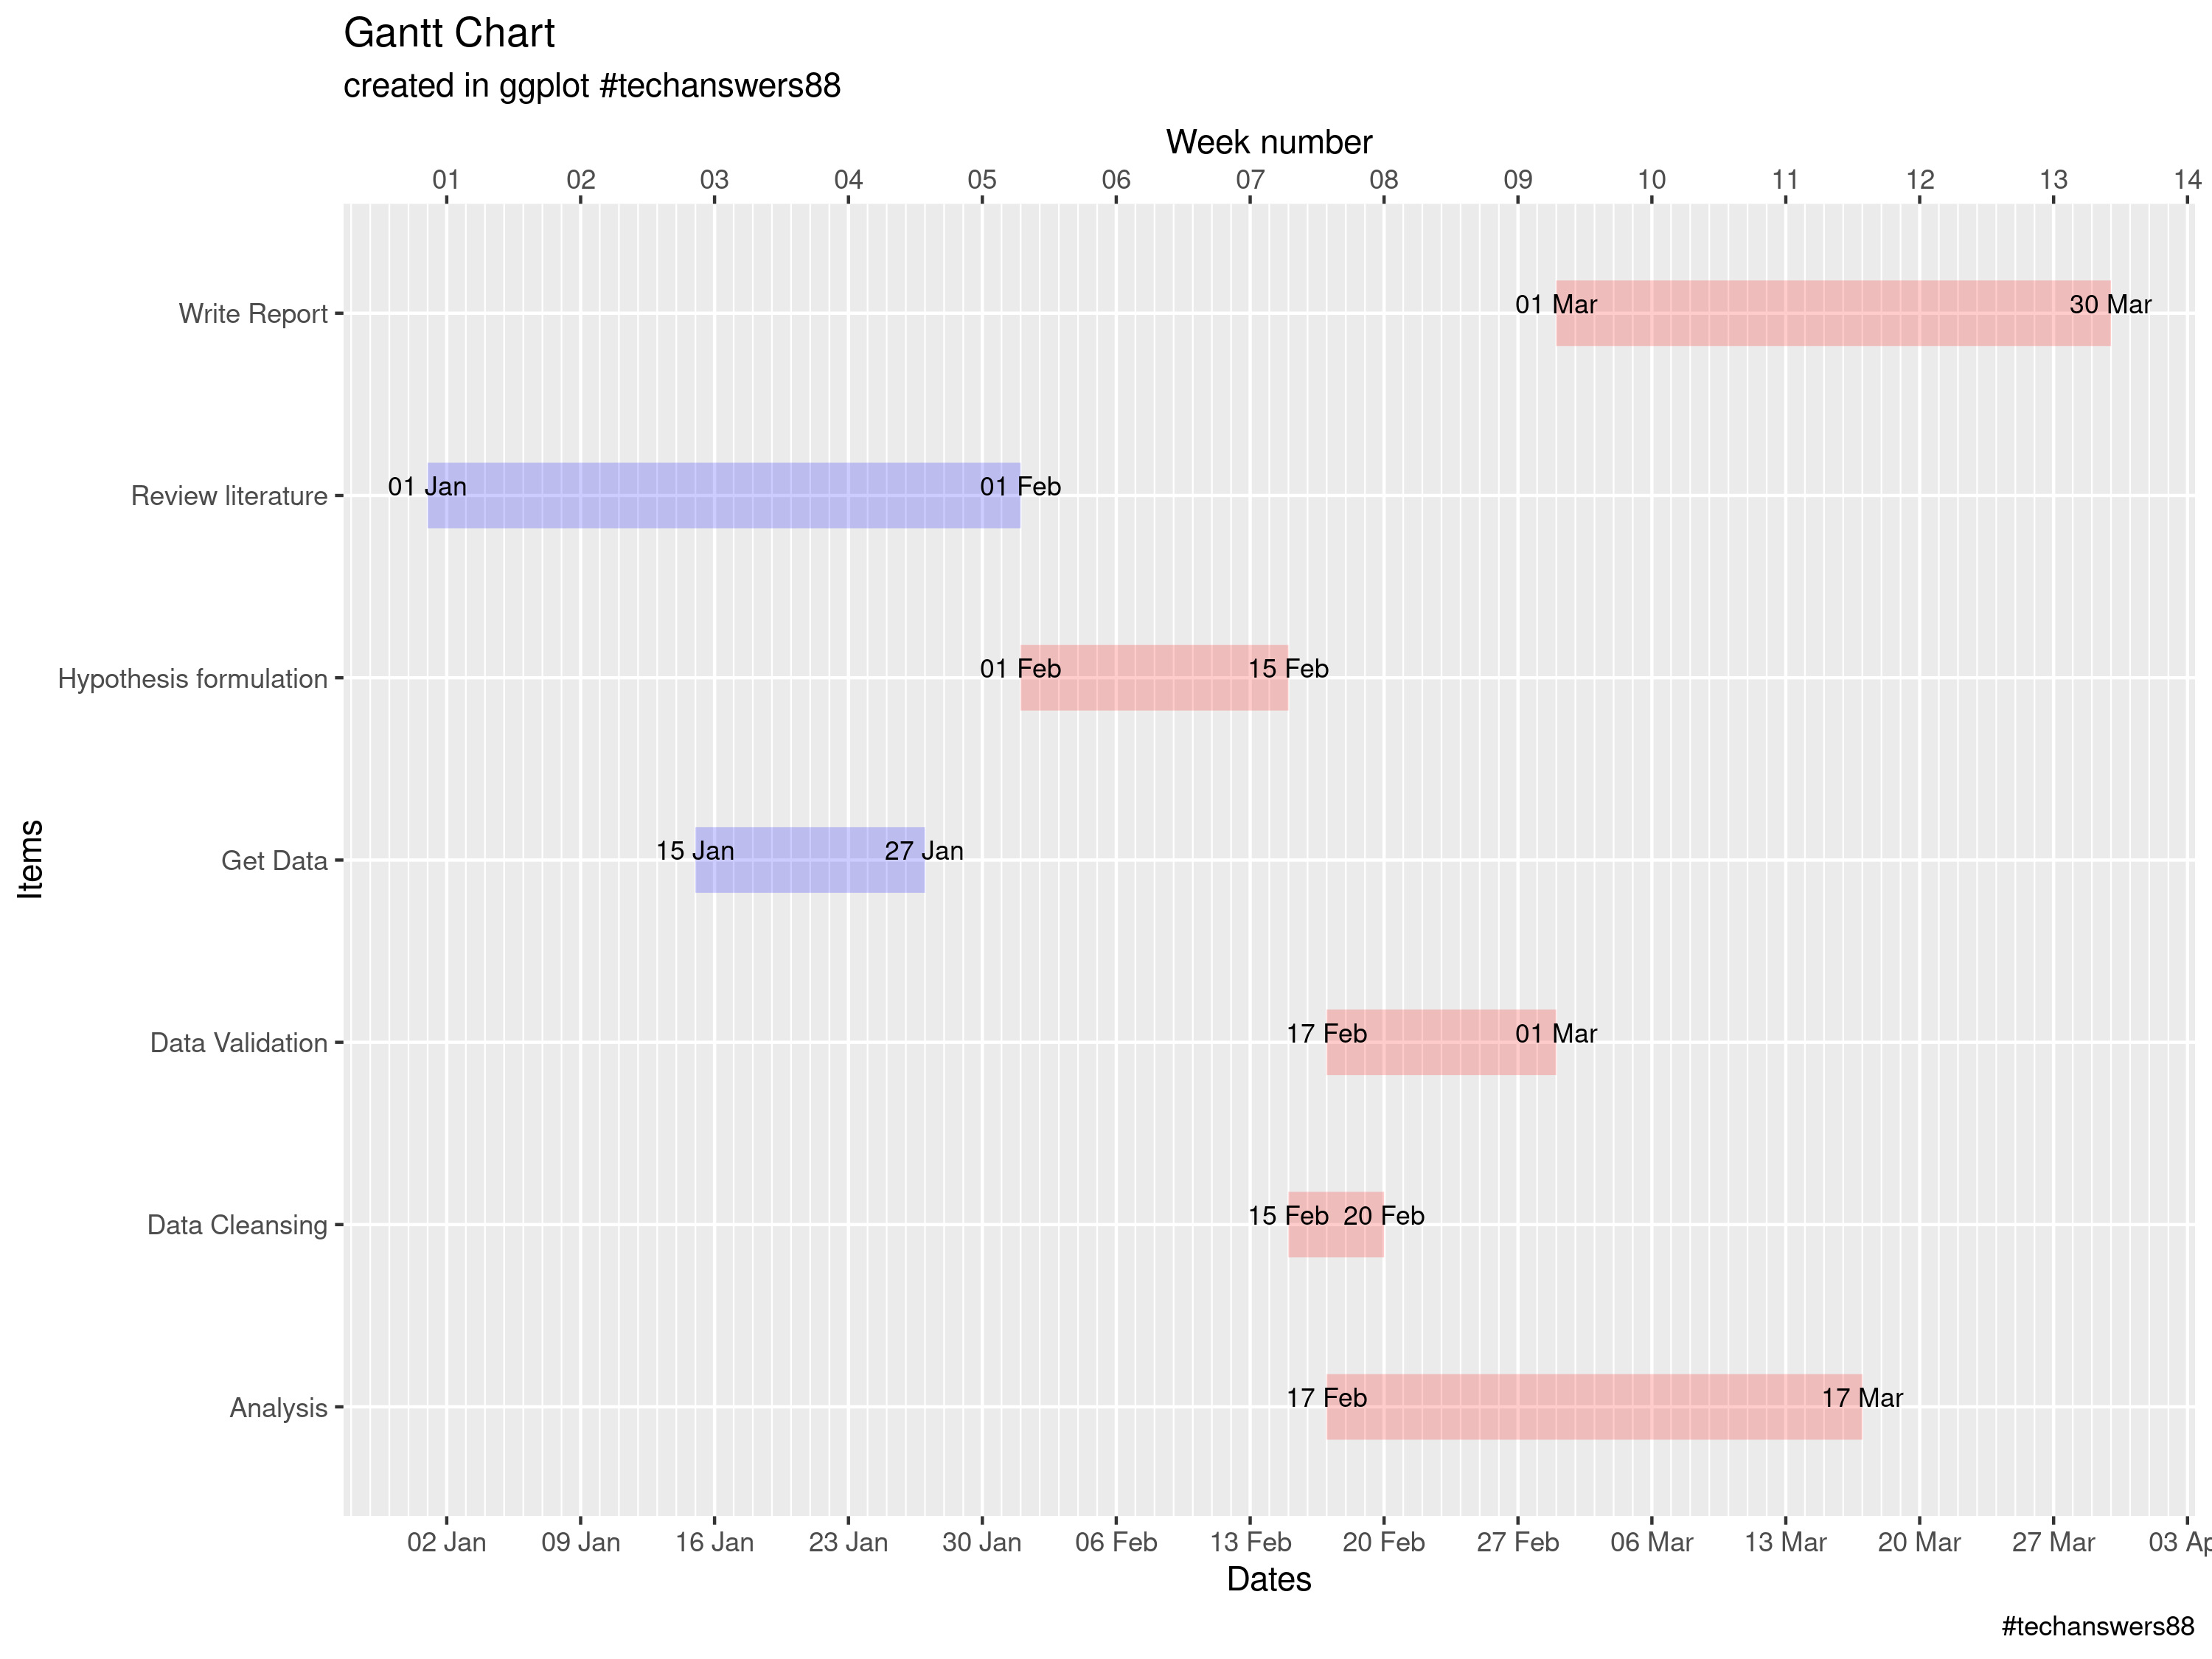 Gantt Chart
created in ggplot #techanswers88
Week number
01 02 03 04 05 06 07 08 09 10 11 12 13 14
Write Report
01 Mar 30 Mar
Review literature
01 Jan 01 Feb
Hypothesis formulation
01 Feb 15 Feb
Get Data
15 Jan 27 Jan
Items
Data Validation
17 Feb 01 Mar
Data Cleansing
15 Feb 20 Feb
Analysis
17 Feb 17 Mar
02 Jan 09 Jan 16 Jan 23 Jan 30 Jan 06 Feb 13 Feb 20 Feb 27 Feb 06 Mar 13 Mar 20 Mar 27 Mar 03 Ap
Dates
#techanswers88